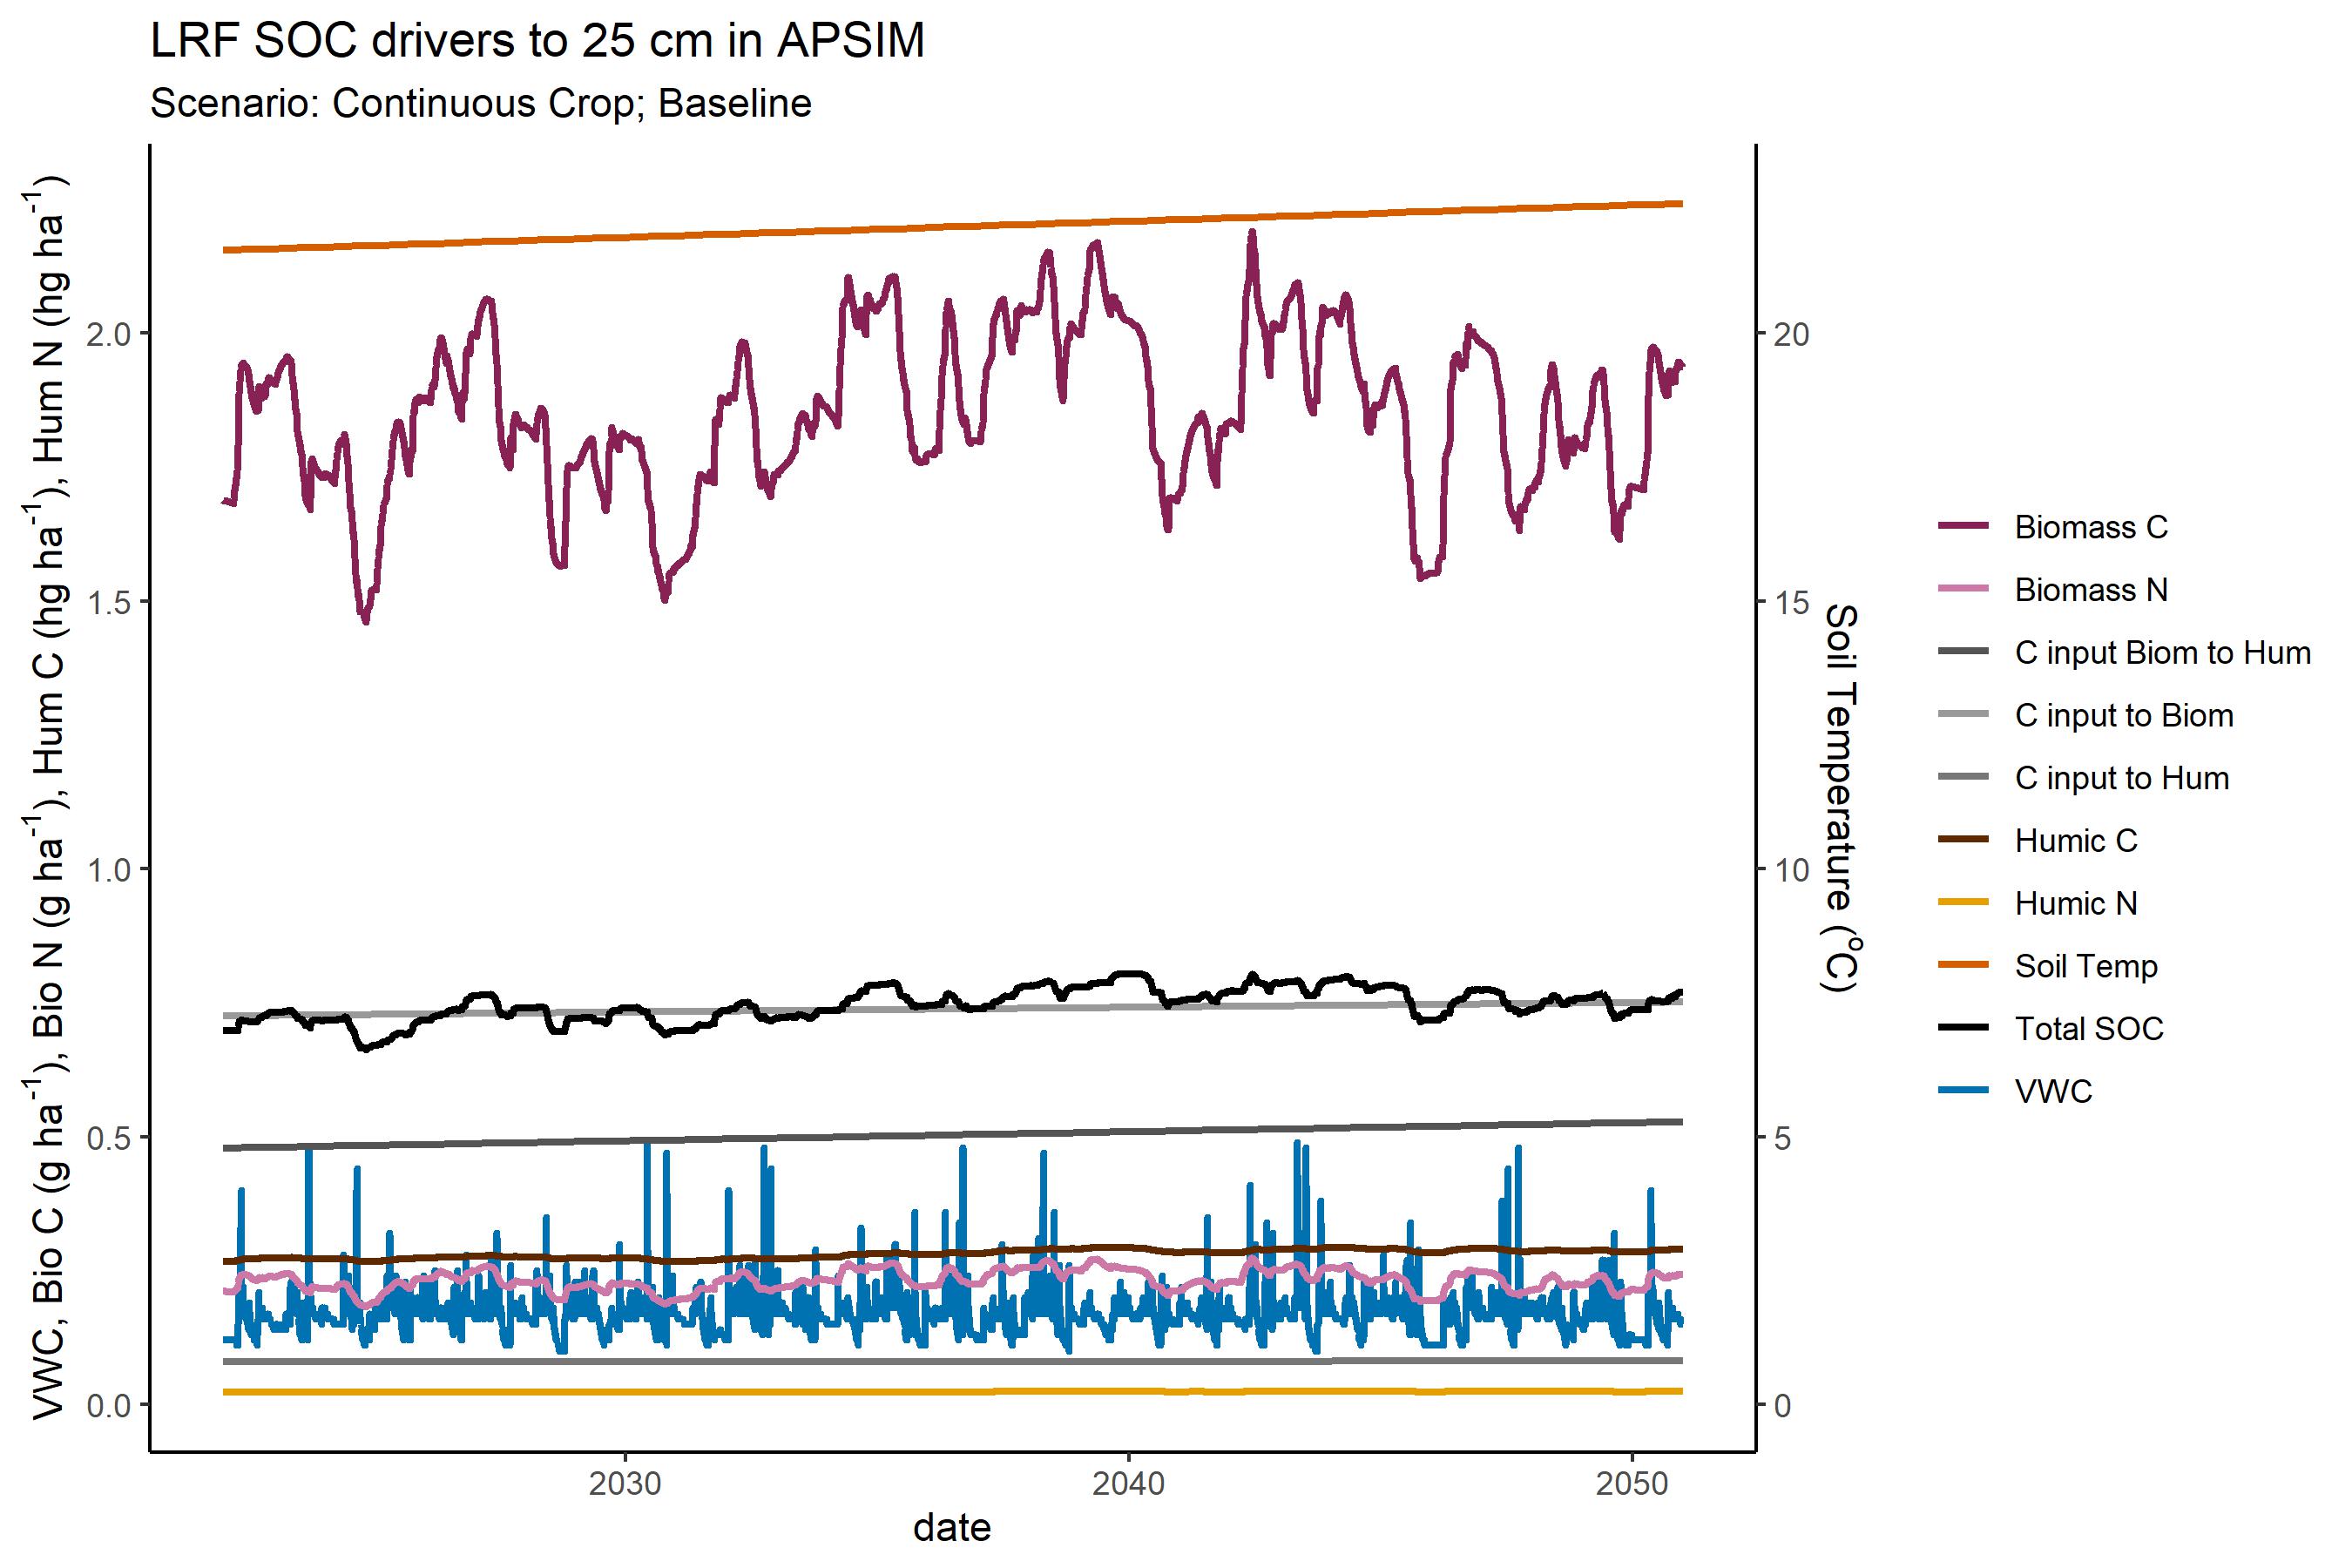 LRF SOC drivers to 25 cm in APSIM
Scenario: Continuous Crop; Baseline
VWC, Bio C (g ha⁻¹), Bio N (g ha⁻¹), Hum C (hg ha⁻¹), Hum N (hg ha⁻¹)
2.0
1.5
1.0
0.5
0.0
20
15
10
5
0
Soil Temperature (°C)
2030
2040
2050
date
Biomass C
Biomass N
C input Biom to Hum
C input to Biom
C input to Hum
Humic C
Humic N
Soil Temp
Total SOC
VWC